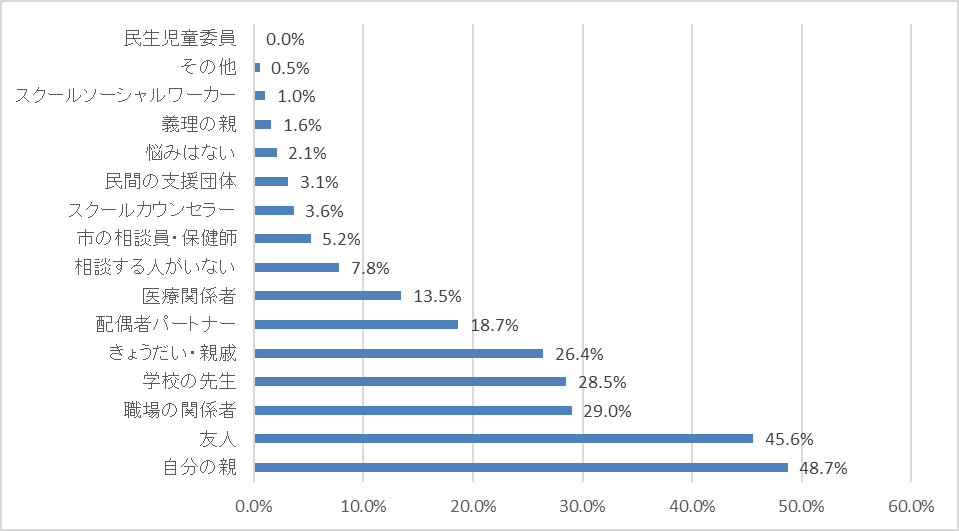 民生児童委員 0.0%
その他 0.5%
スクールソーシャルワーカー 1.0%
義理の親 1.6%
悩みはない 2.1%
民間の支援団体 3.1%
スクールカウンセラー 3.6%
市の相談員・保健師 5.2%
相談する人がいない 7.8%
医療関係者 13.5%
配偶者パートナー 18.7%
きょうだい・親戚 26.4%
学校の先生 28.5%
職場の関係者 29.0%
友人 45.6%
自分の親 48.7%
0.0% 10.0% 20.0% 30.0% 40.0% 50.0% 60.0%